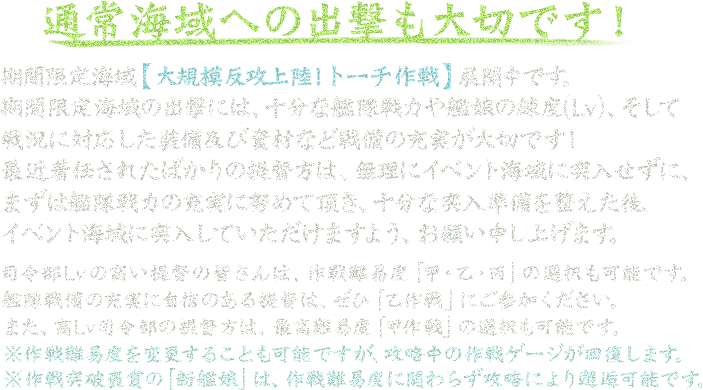 通常海域への出撃も大切です！
期間限定海域【大規模反攻上陸！トーチ作戦】展開中です。
期間限定海域の出撃には、十分な艦隊戦力や艦娘の練度(Lv)、そして
戦況に対応した装備及び資材など戦備の充実が大切です！
最近着任されたばかりの提督方は、無理にイベント海域に突入せずに、
まずは艦隊戦力の充実に努めて頂き、十分な突入準備を整えた後、
イベント海域に突入していただけますよう、お願い申し上げます。
司令部Lvの高い提督の皆さんは、作戦難易度「甲・乙・丙」の選択も可能です。
艦隊戦備の充実に自信のある提督は、ぜひ「乙作戦」にご参加ください。
また、高Lv司令部の提督方は、最高難易度「甲作戦」の選択も可能です。
※作戦難易度を変更することも可能ですが、攻略中の作戦ゲージが回復します。
※作戦突破褒賞の「新艦娘」は、作戦難易度に関わらず攻略により邂逅可能です。